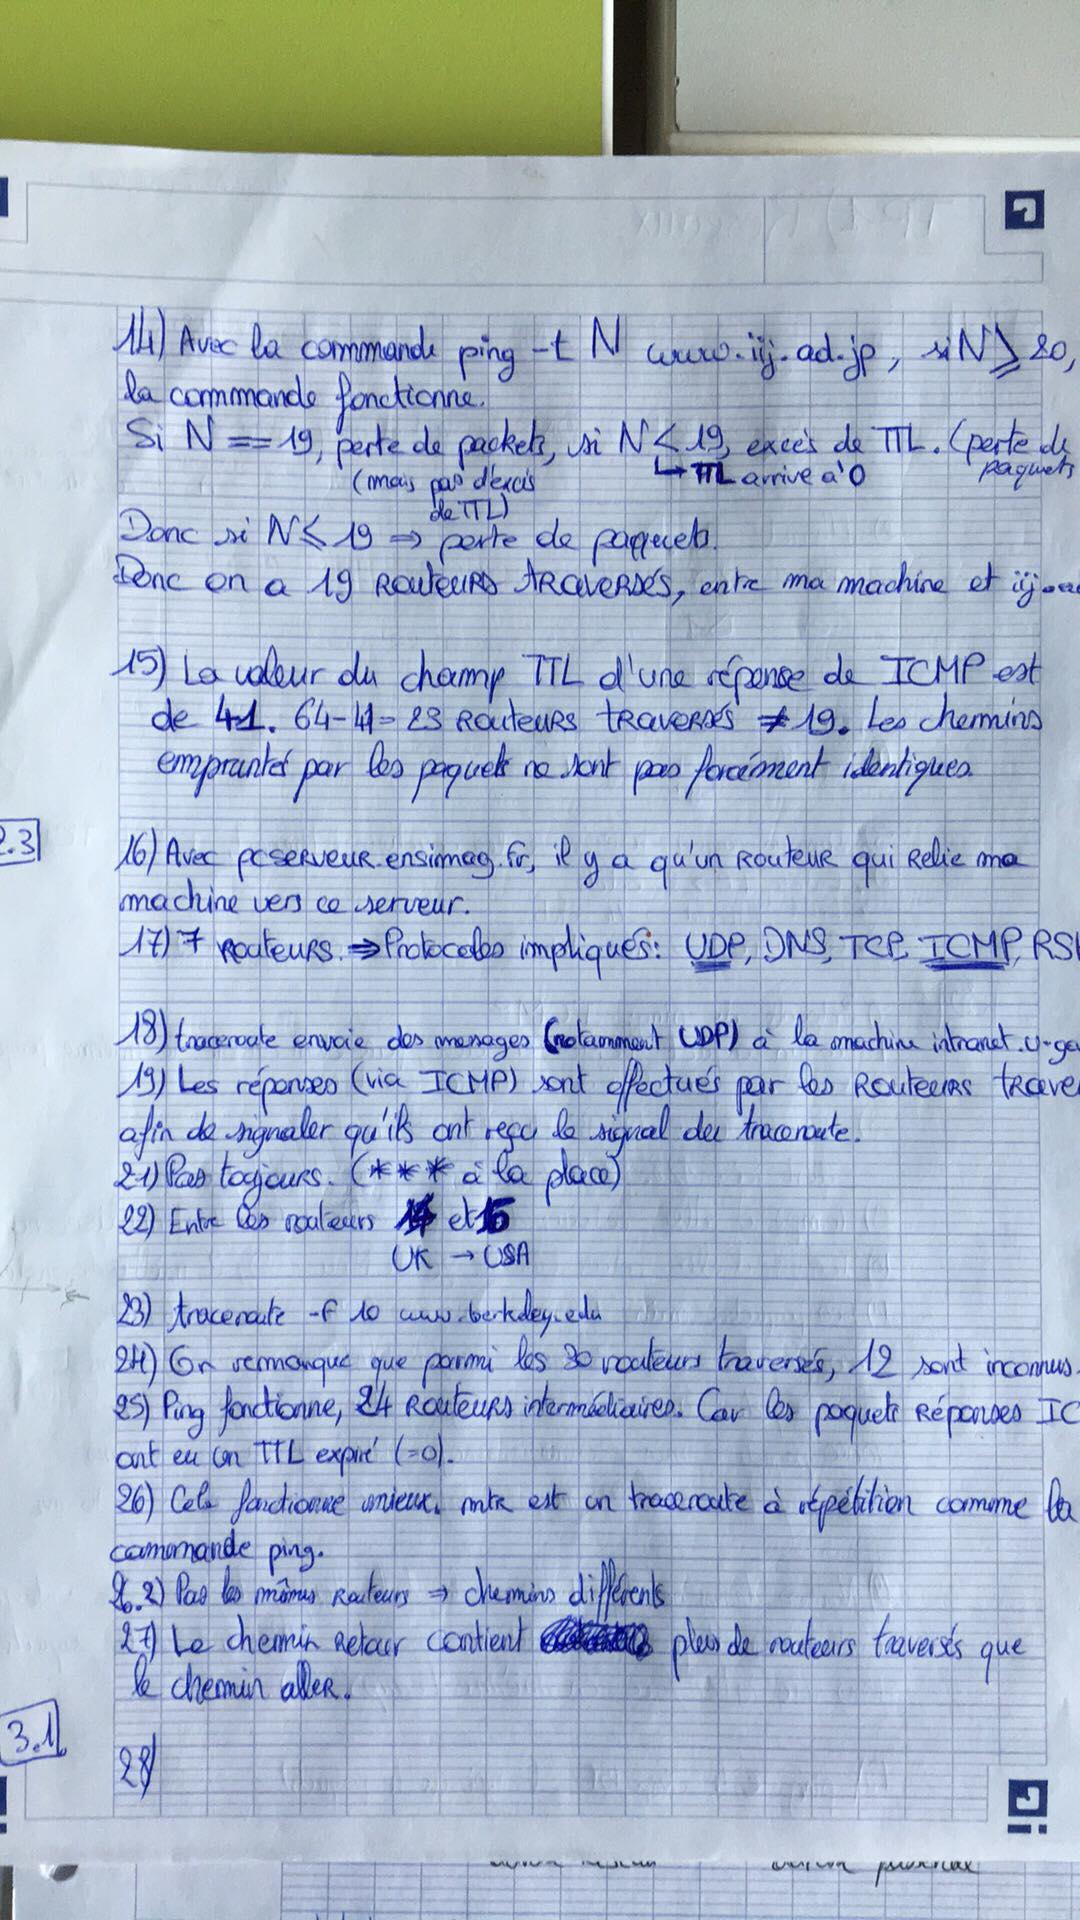 14) Avec la commande ping -t N www.iij.ad.jp, si N ≥ 20,
la commande fonctionne.
Si N == 19, perte de packets, si N < 19, excès de TTL. (perte de
paquets
(mais pas d'excès
de TTL)
↳ TTL arrive à 0
Donc si N ≤ 19 ⇒ perte de paquets.
Donc on a 19 ROUTEURS TRAVERSÉS, entre ma machine et iij.a
15) La valeur du champ TTL d'une réponse de ICMP est
de 41. 64-41= 23 ROUTEURS TRAVERSÉS ≠ 19. Les chemins
empruntés par les paquets ne sont pas forcément identiques.
2.3
16) Avec pcserveur.ensimag.fr, il y a qu'un ROUTEUR qui Relie ma
machine vers ce serveur.
17) 7 ROUTEURS. ⇒ Protocoles impliqués: UDP, DNS, TCP, ICMP,
18) traceroute envoie des messages (notamment UDP) à la machine intranet.u-ga
19) Les réponses (via ICMP) sont effectués par les ROUTEURS trave
afin de signaler qu'ils ont reçu le signal du traceroute.
21) Pas toujours. (*** à la place)
22) Entre les routeurs 14 et 15
UK → USA
23) traceroute -f 10 www.berkeley.edu
24) On remarque que parmi les 30 routeurs traversés, 12 sont inconnus.
25) Ping fonctionne, 24 ROUTEURS intermédiaires. Car les paquets Réponses IC
ont eu un TTL expiré (=0).
26) Cela fonctionne mieux. mtr est un traceroute à répétition comme la
commande ping.
26.2) Pas les mêmes Routeurs ⇒ chemins différents
27) Le chemin Retour contient plus de routeurs traversés que
le chemin aller.
3.1
28)